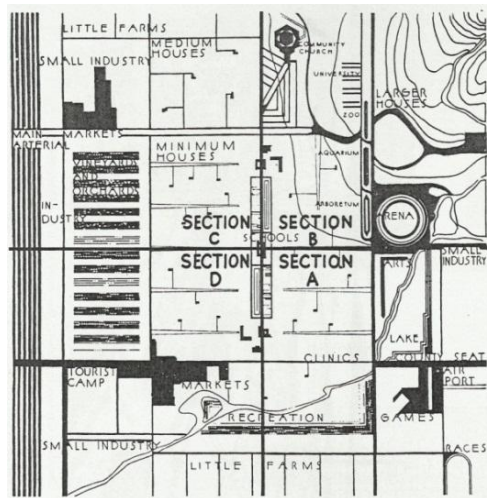 LITTLE FARMS
MEDIUM
HOUSES
COMMUNITY
CHURCH
SMALL INDUSTRY
UNIVERSITY
LARGER
HOUSES
ZOO
MAIN
ARTERIAL
MARKETS
MINIMUM
HOUSES
VINEYARD
AND
ORCHARDS
AQUARIUM
IN-
DUSTRY
ARBORETUM
ARENA
SECTION
C
SECTION
B
SCHOOLS
SECTION
D
SECTION
A
ARTS
SMALL
INDUSTRY
LAKE
CLINICS
COUNTY SEAT
TOURIST
CAMP
MARKETS
AIR
PORT
RECREATION
GAMES
SMALL INDUSTRY
RACES
LITTLE FARMS